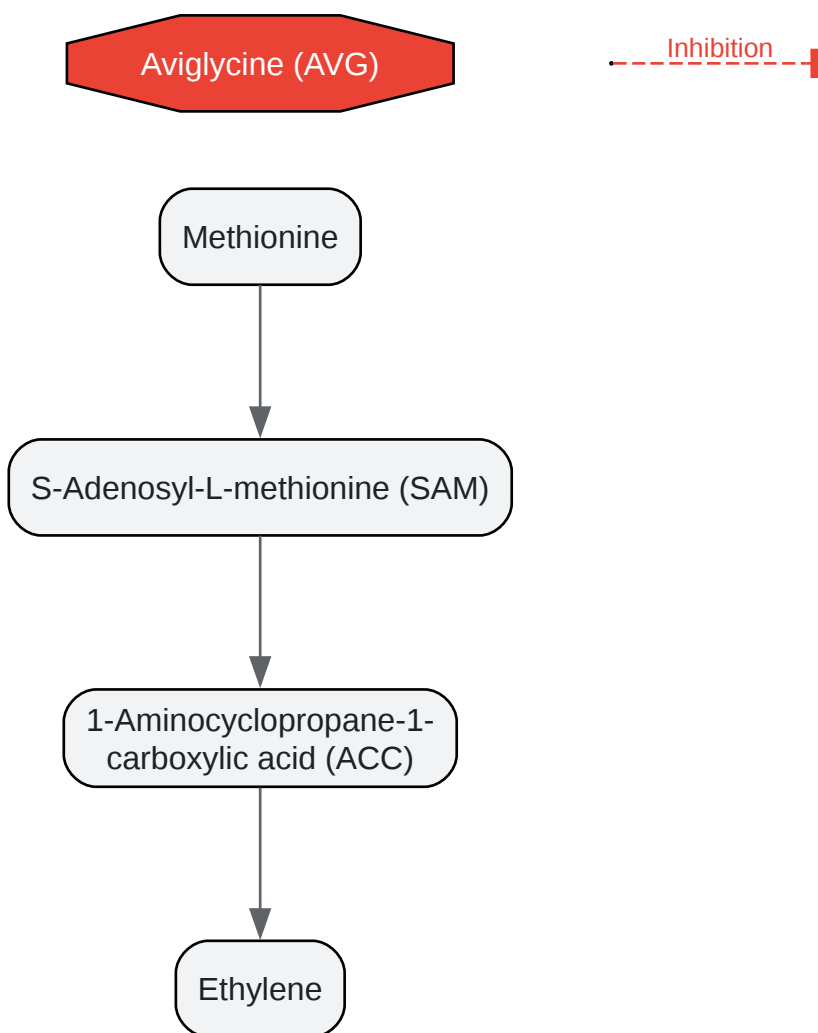 Aviglycine (AVG)
Inhibition
Methionine
S-Adenosyl-L-methionine (SAM)
1-Aminocyclopropane-1-
carboxylic acid (ACC)
Ethylene